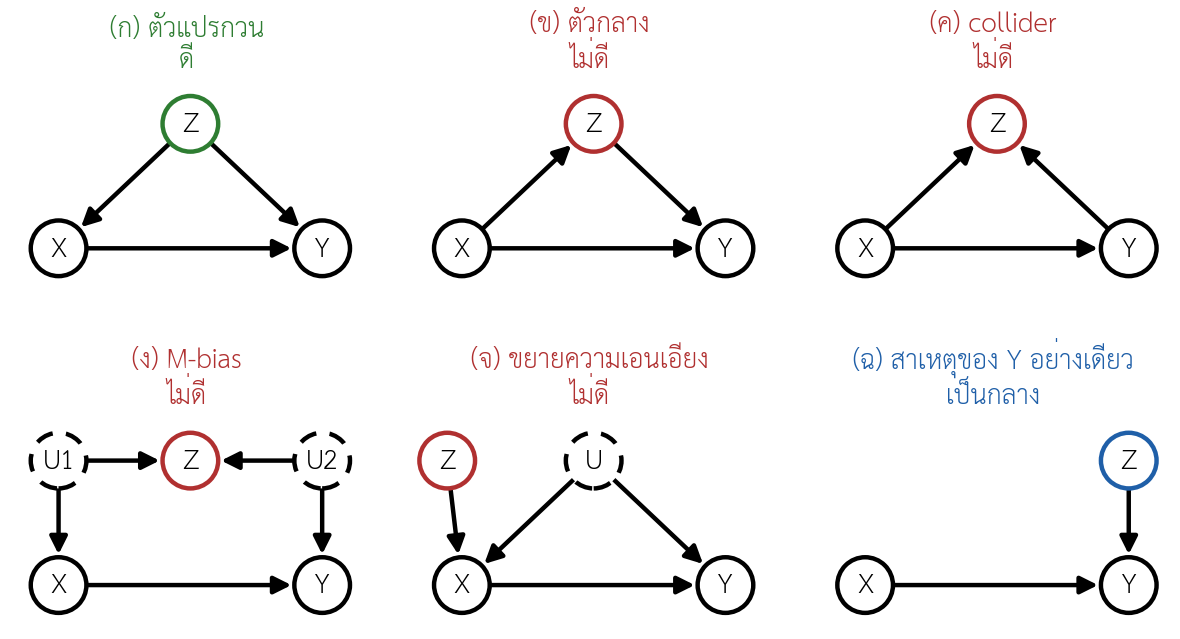 (ก) ตัวแปรกวน
ดี
Z
X
Y
(ข) ตัวกลาง
ไม่ดี
Z
X
Y
(ค) collider
ไม่ดี
Z
X
Y
(ง) M-bias
ไม่ดี
U1
Z
U2
X
Y
(จ) ขยายความเอนเอียง
ไม่ดี
Z
U
X
Y
(ฉ) สาเหตุของ Y อย่างเดียว
เป็นกลาง
Z
X
Y